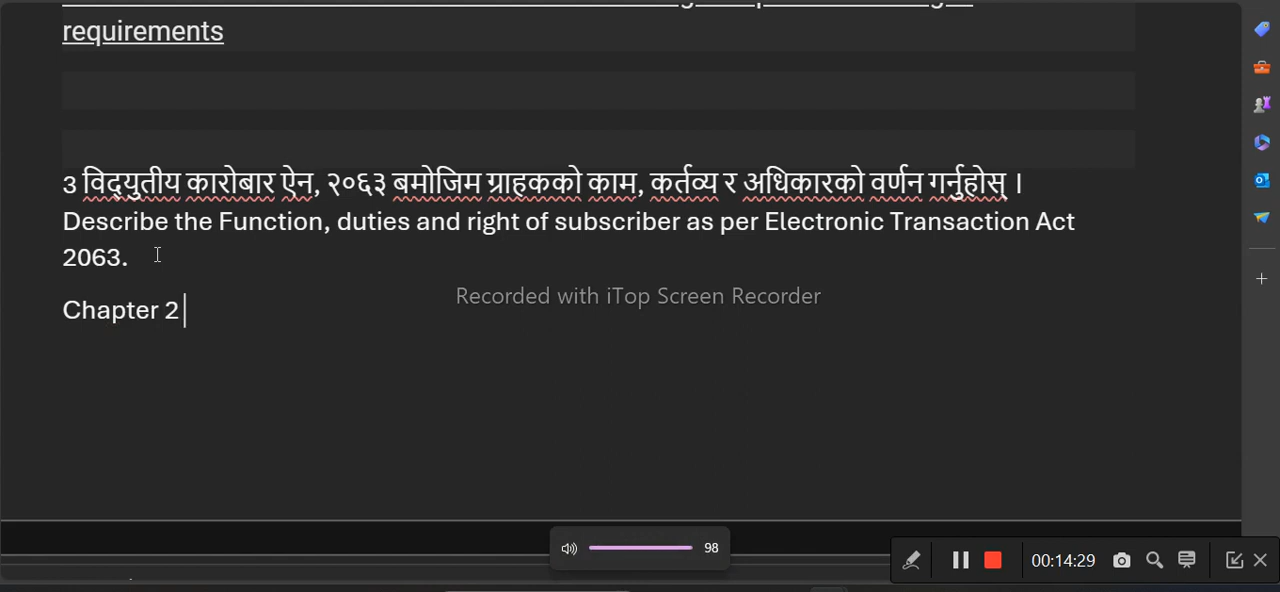 requirements
3 विद्युतीय कारोबार ऐन, २०६३ बमोजिम ग्राहकको काम, कर्तव्य र अधिकारको वर्णन गर्नुहोस् ।
Describe the Function, duties and right of subscriber as per Electronic Transaction Act
2063.
Recorded with iTop Screen Recorder
Chapter 2
98
00:14:29